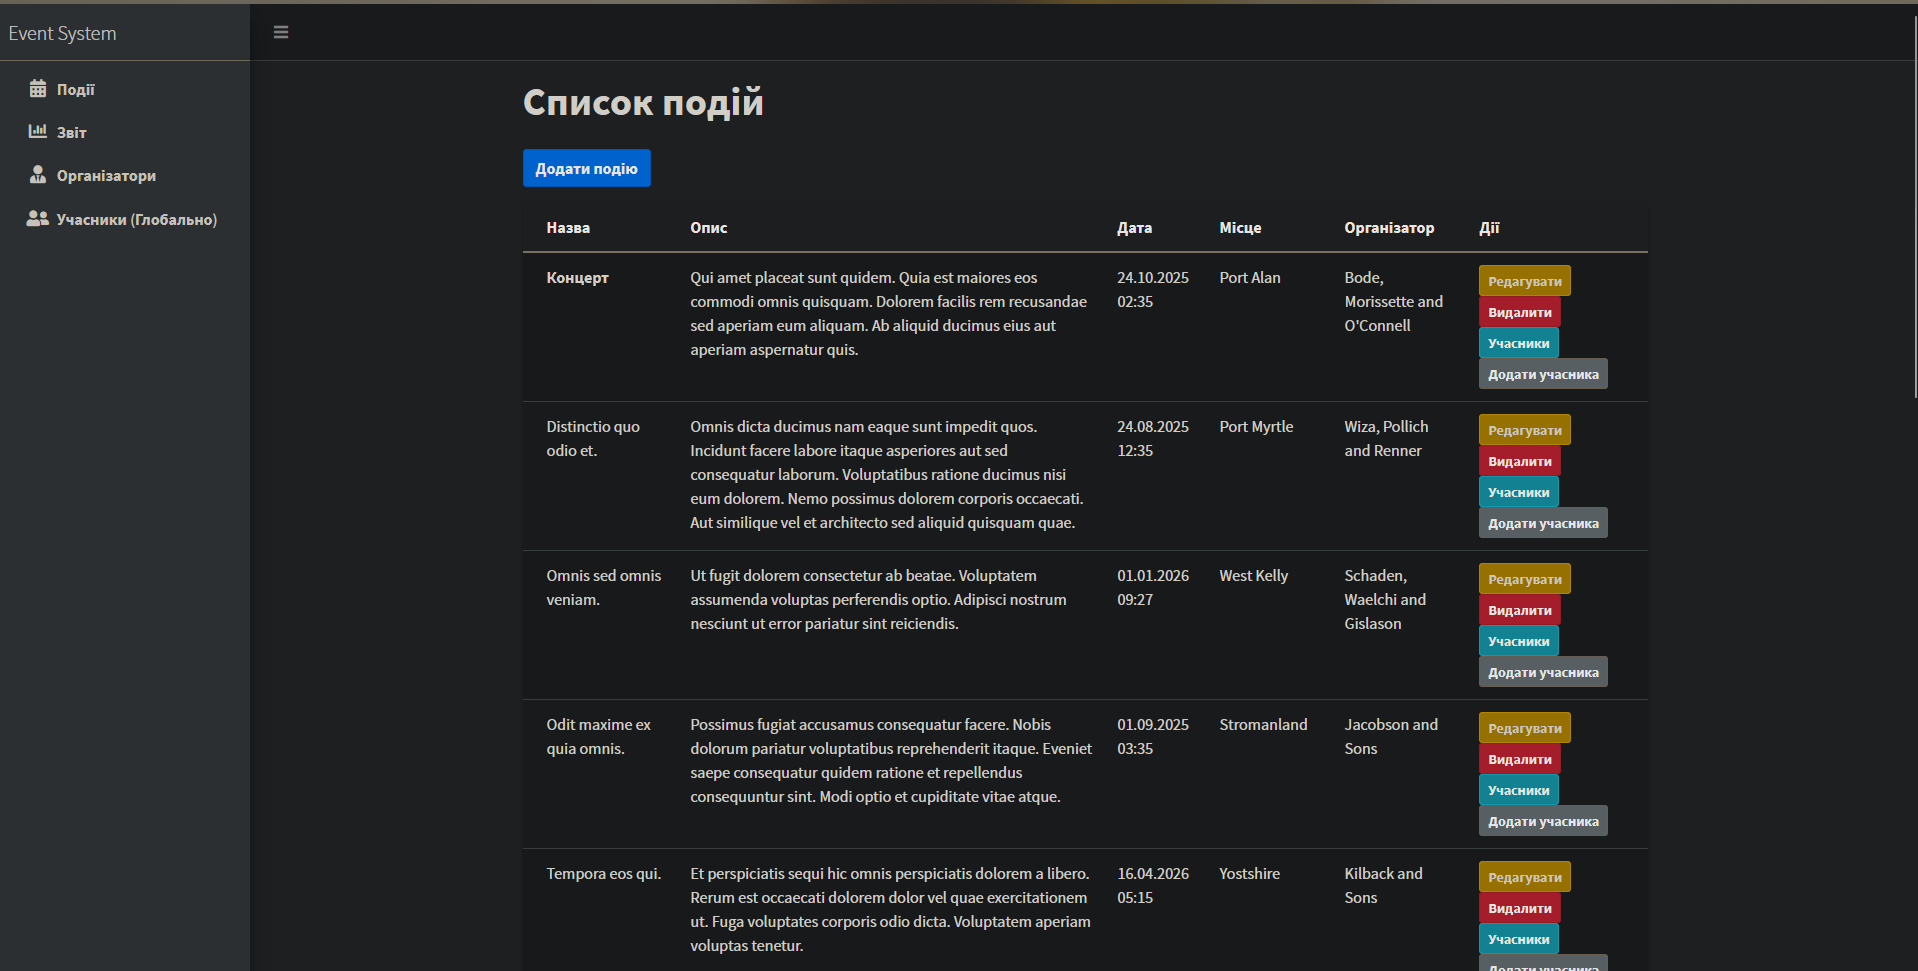 Event System
Події
Звіт
Організатори
Учасники (Глобально)
Список подій
Додати подію
Назва Опис Дата Місце Організатор Дії
Концерт
Qui amet placeat sunt quidem. Quia est maiores eos
commodi omnis quisquam. Dolorem facilis rem recusandae
sed aperiam eum aliquam. Ab aliquid ducimus eius aut
aperiam aspernatur quis.
24.10.2025
02:35
Port Alan
Bode,
Morissette and
O'Connell
Редагувати
Видалити
Учасники
Додати учасника
Distinctio quo
odio et.
Omnis dicta ducimus nam eaque sunt impedit quos.
Incidunt facere labore itaque asperiores aut sed
consequatur laborum. Voluptatibus ratione ducimus nisi
eum dolorem. Nemo possimus dolorem corporis occaecati.
Aut similique vel et architecto sed aliquid quisquam quae.
24.08.2025
12:35
Port Myrtle
Wiza, Pollich
and Renner
Редагувати
Видалити
Учасники
Додати учасника
Omnis sed omnis
veniam.
Ut fugit dolorem consectetur ab beatae. Voluptatem
assumenda voluptas perferendis optio. Adipisci nostrum
nesciunt ut error pariatur sint reiciendis.
01.01.2026
09:27
West Kelly
Schaden,
Waelchi and
Gislason
Редагувати
Видалити
Учасники
Додати учасника
Odit maxime ex
quia omnis.
Possimus fugiat accusamus consequatur facere. Nobis
dolorum pariatur voluptatibus reprehenderit itaque. Eveniet
saepe consequatur quidem ratione et repellendus
consequuntur sint. Modi optio et cupiditate vitae atque.
01.09.2025
03:35
Stromanland
Jacobson and
Sons
Редагувати
Видалити
Учасники
Додати учасника
Tempora eos qui.
Et perspiciatis sequi hic omnis perspiciatis dolorem a libero.
Rerum est occaecati dolorem dolor vel quae exercitationem
ut. Fuga voluptates corporis odio dicta. Voluptatem aperiam
voluptas tenetur.
16.04.2026
05:15
Yostshire
Kilback and
Sons
Редагувати
Видалити
Учасники
Додати учасника